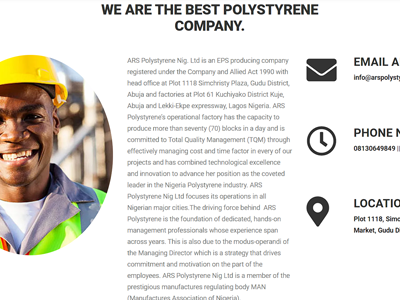 WE ARE THE BEST POLYSTYRENE
COMPANY.
ARS Polystyrene Nig. Ltd is an EPS producing company
registered under the Company and Allied Act 1990 with
head office at Plot 1118 Simchristy Plaza, Gudu District,
Abuja and factories at Plot 61 Kuchiyako District Kuje,
Abuja and Lekki-Ekpe expressway, Lagos Nigeria. ARS
Polystyrene's operational factory has the capacity to
produce more than seventy (70) blocks in a day and is
committed to Total Quality Management (TQM) through
effectively managing cost and time factor in every of our
projects and has combined technological excellence
and innovation to advance her position as the coveted
leader in the Nigeria Polystyrene industry. ARS
Polystyrene Nig Ltd focuses its operations in all
Nigerian major cities.The driving force behind ARS
Polystyrene is the foundation of dedicated, hands-on
management professionals whose experience span
across years. This is also due to the modus-operandi of
the Managing Director which is a strategy that drives
commitment and motivation on the part of the
employees. ARS Polystyrene Nig Ltd is a member of the
prestigious manufactures regulating body MAN
(Manufactures Association of Nigeria)
EMAIL A
info@arspolyst
PHONE N
08130649849 ||
LOCATIO
Plot 1118, Sim
Market, Gudu D